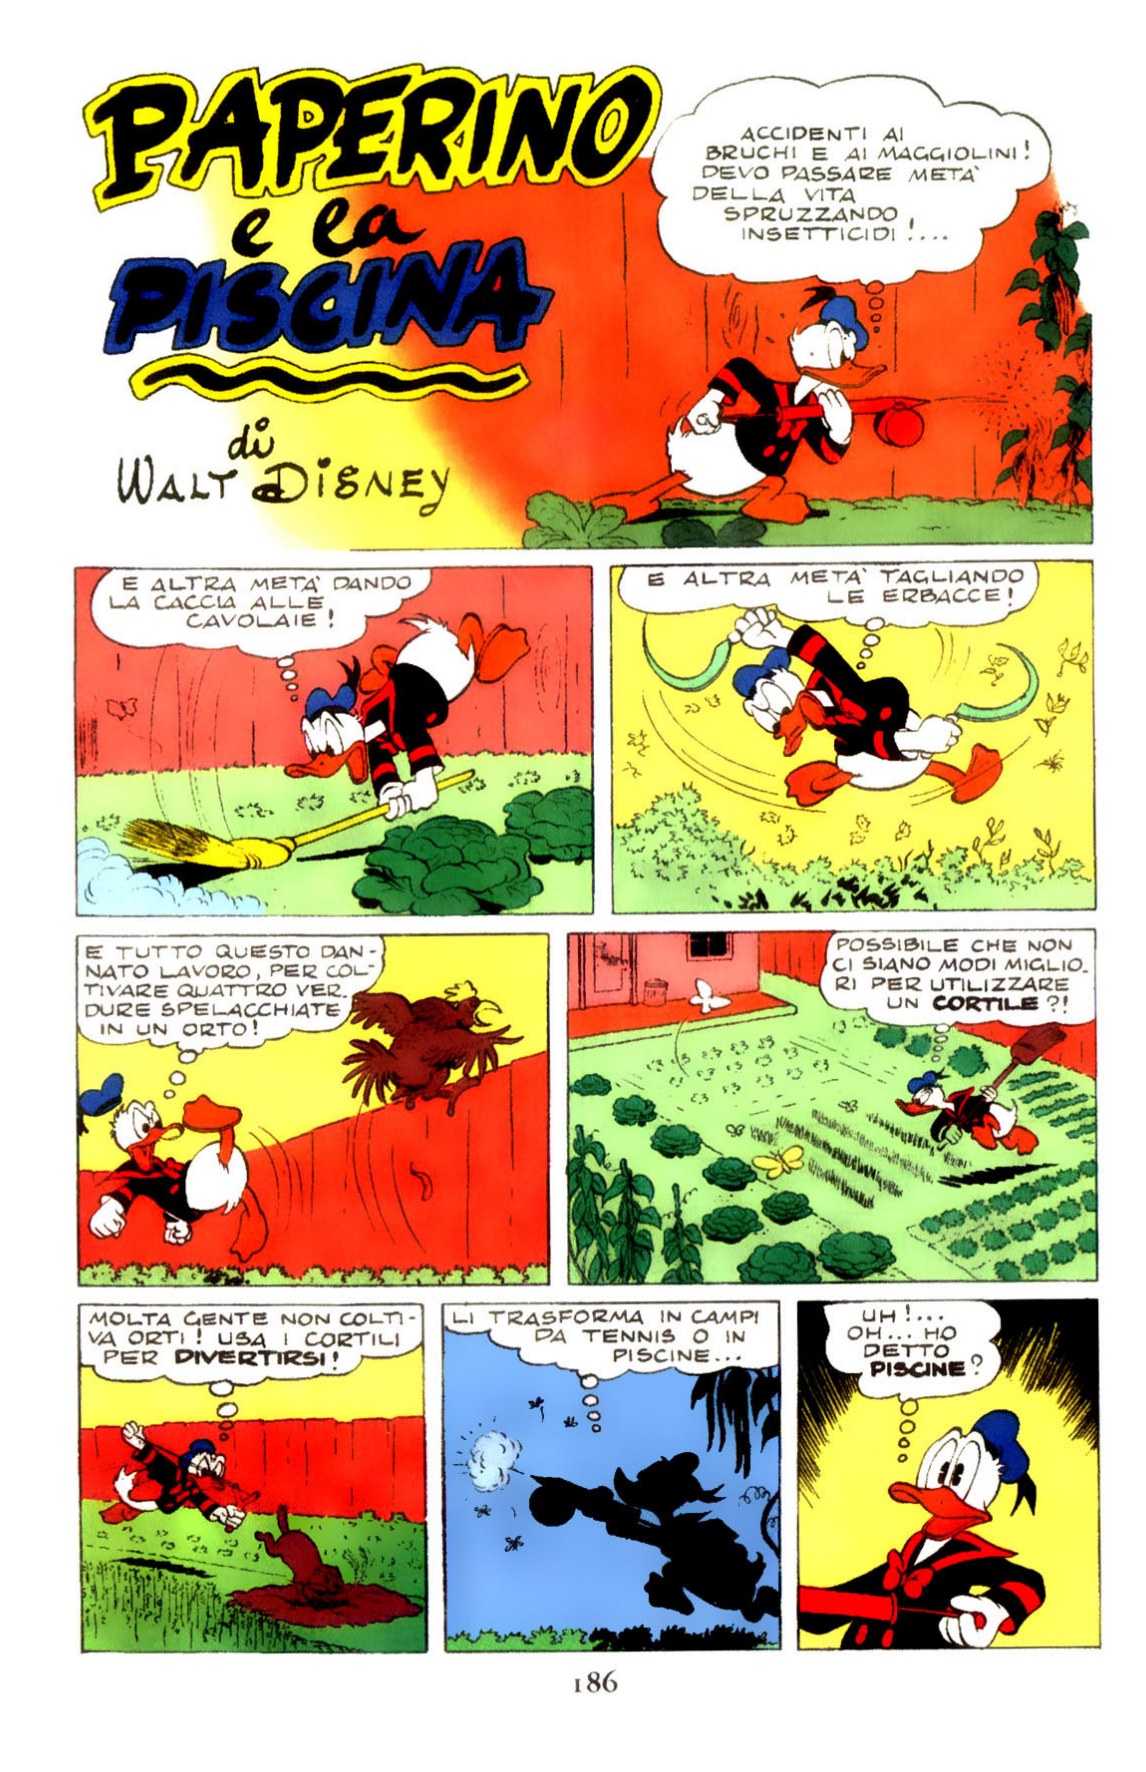 PAPERINO
e la
PISCINA
di
WALT DISNEY
ACCIDENTI AI
BRUCHI E AI MAGGIOLINI!
DEVO PASSARE METÀ
DELLA VITA
SPRUZZANDO
INSETTICIDI!...
E ALTRA METÀ DANDO
LA CACCIA ALLE
CAVOLAIE!
E ALTRA METÀ TAGLIANDO
LE ERBACCE!
E TUTTO QUESTO DAN-
NATO LAVORO, PER COL-
TIVARE QUATTRO VER-
DURE SPELACCHIATE
IN UN ORTO!
POSSIBILE CHE NON
CI SIANO MODI MIGLIO-
RI PER UTILIZZARE
UN CORTILE?!
MOLTA GENTE NON COLTI-
VA ORTI! USA I CORTILI
PER DIVERTIRSI!
LI TRASFORMA IN CAMPI
DA TENNIS O IN
PISCINE...
UH!...
OH... HO
DETTO
PISCINE?
186